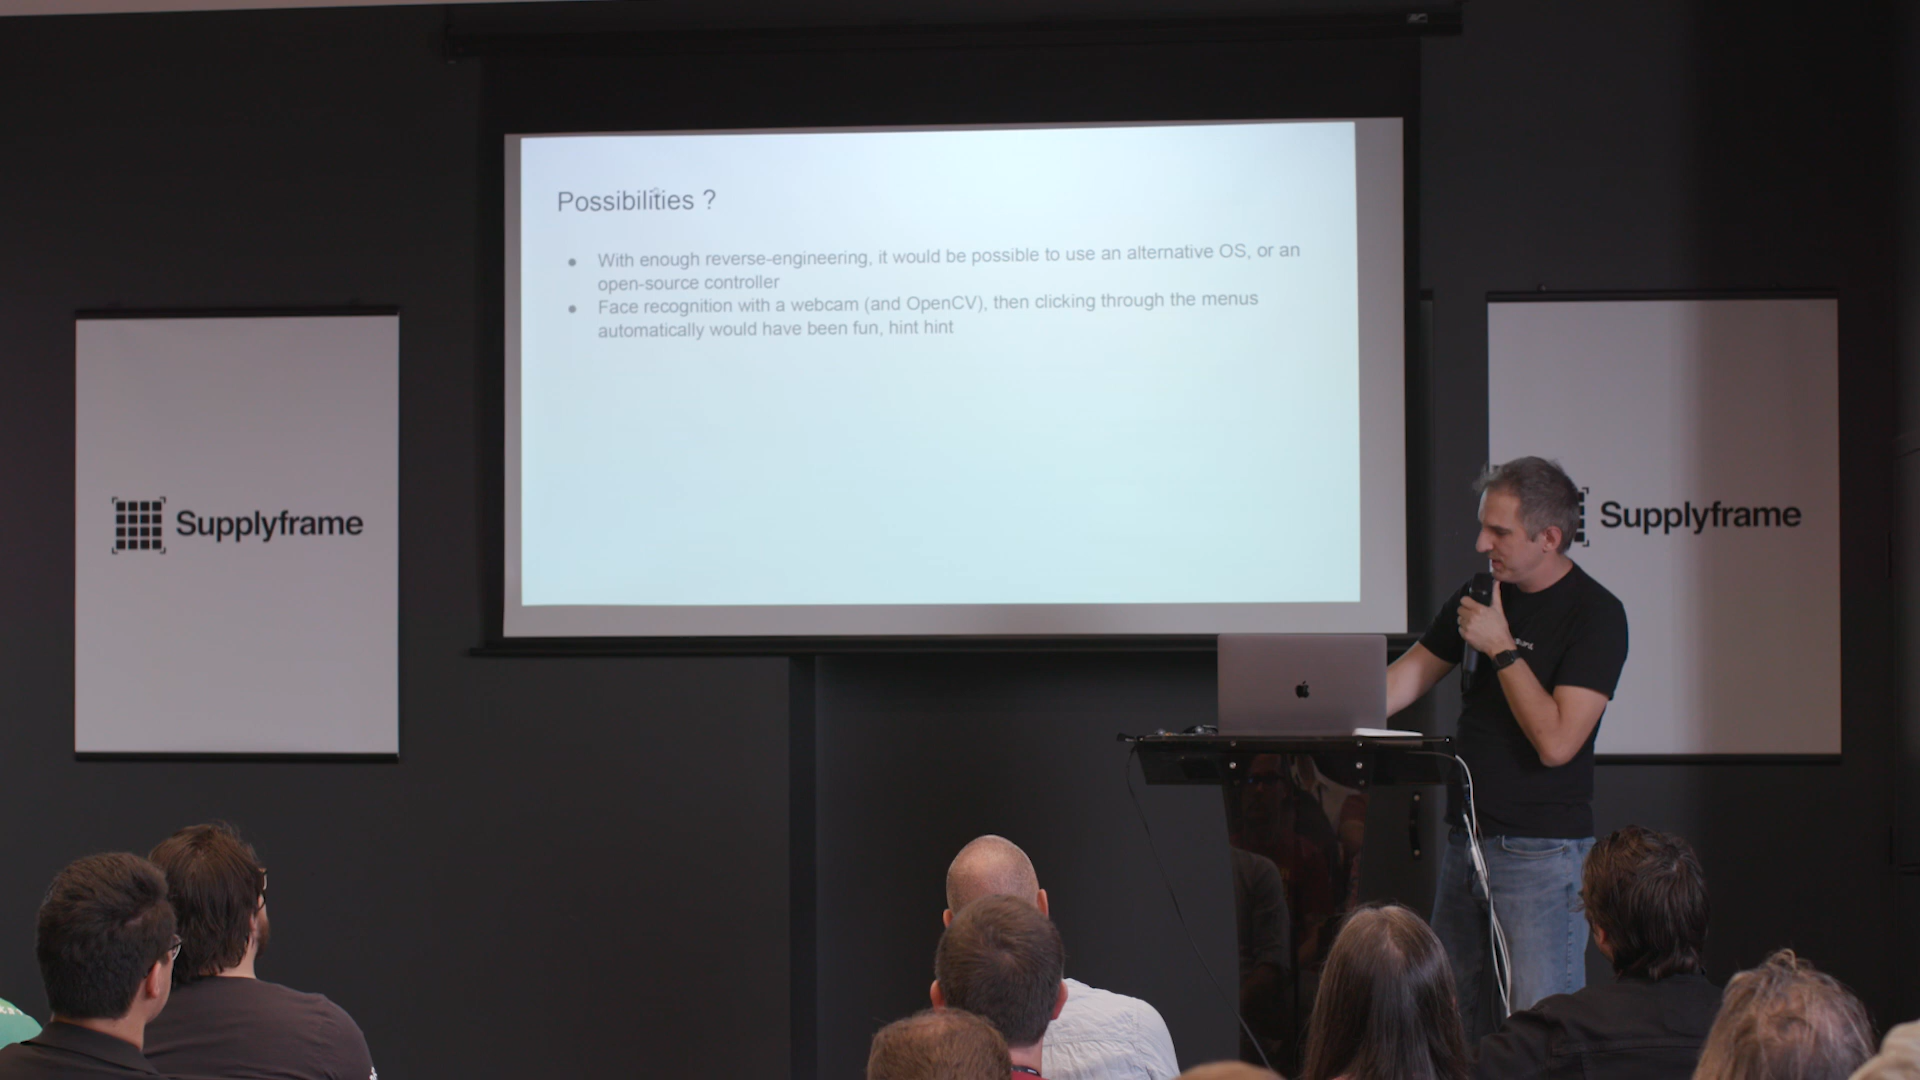 Possibilities ?
● With enough reverse-engineering, it would be possible to use an alternative OS, or an
open-source controller
● Face recognition with a webcam (and OpenCV), then clicking through the menus
automatically would have been fun, hint hint
Supplyframe
Supplyframe